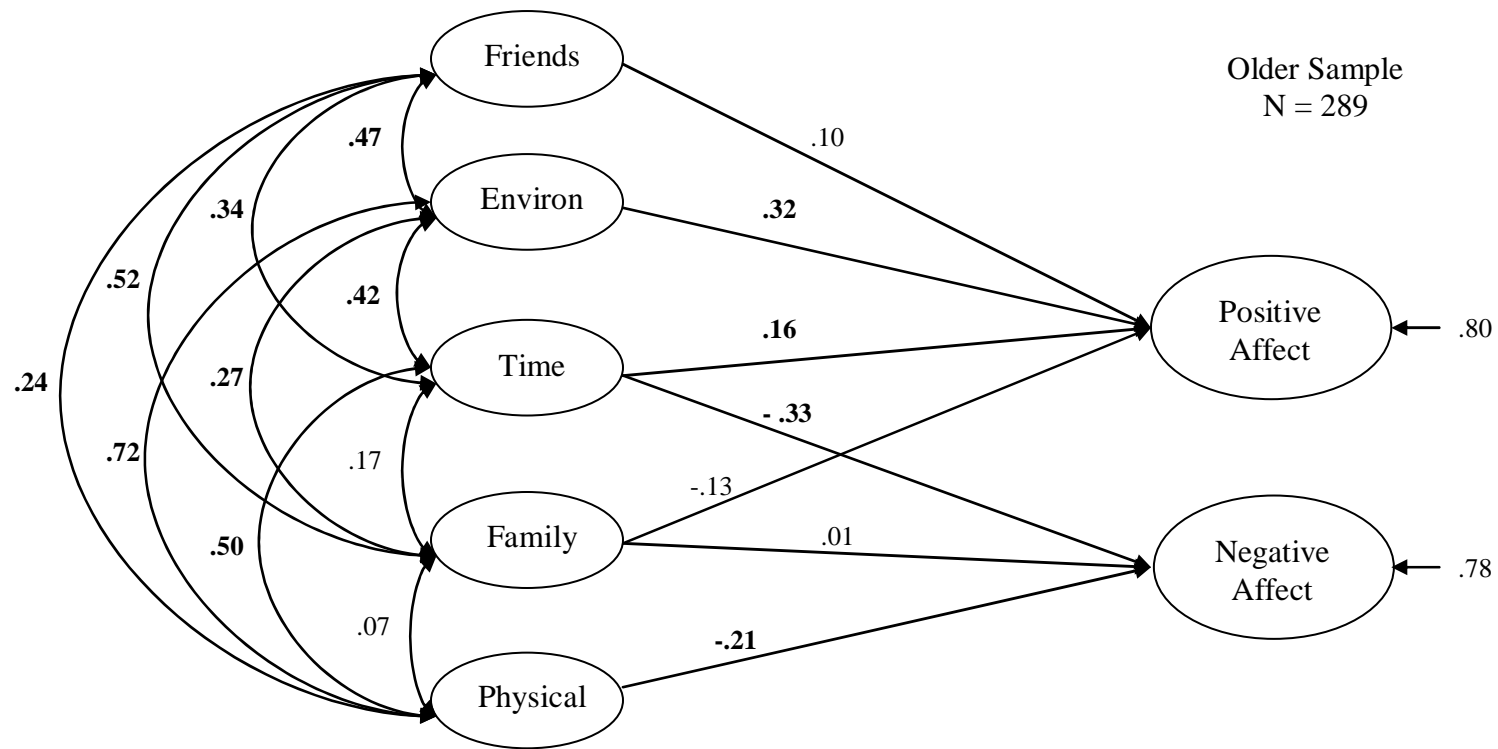 Friends
Older Sample
N = 289
.47
.10
.34
Environ
.32
.52
.42
.16
Positive
Affect
.80
.24
.27
Time
- .33
.72
.17
-.13
.50
Family
.01
Negative
Affect
.78
.07
-.21
Physical